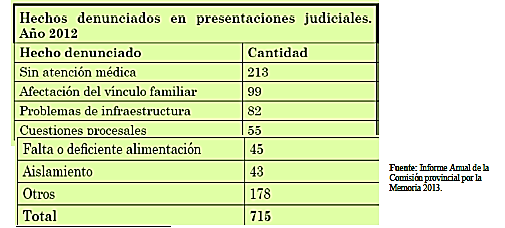 Hechos denunciados en presentaciones judiciales.
Año 2012
Hecho denunciado Cantidad
Sin atención médica 213
Afectación del vínculo familiar 99
Problemas de infraestructura 82
Cuestiones procesales 55
Falta o deficiente alimentación 45
Aislamiento 43
Otros 178
Total 715
Fuente: Informe Anual de la
Comisión provincial por la
Memoria 2013.